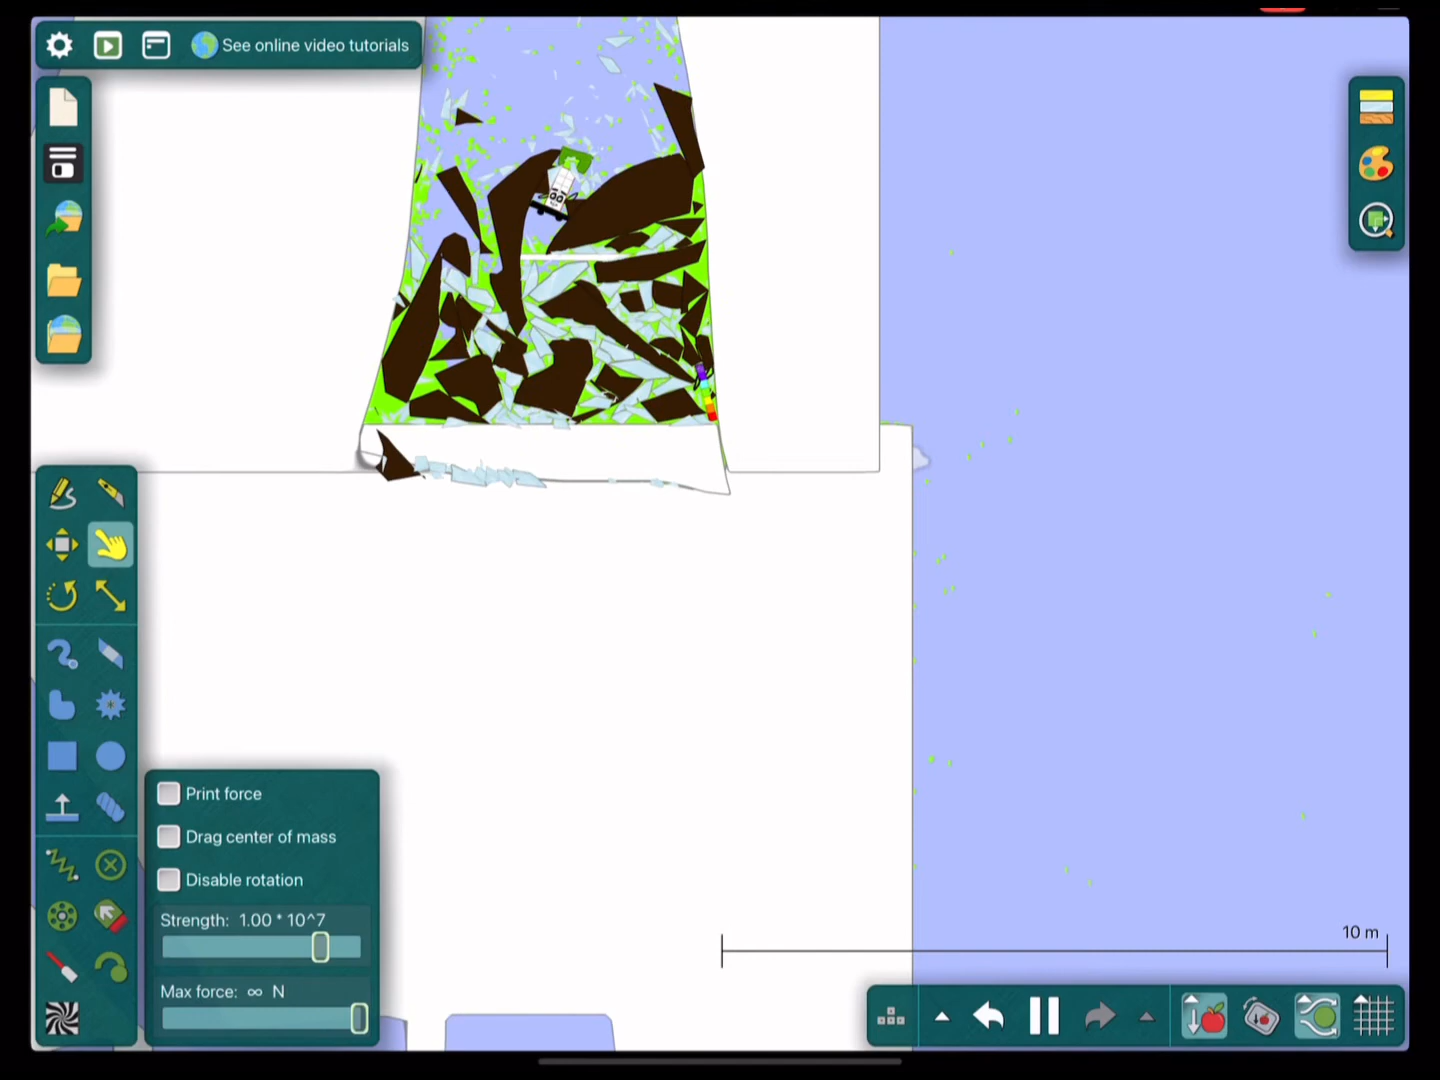 See online video tutorials
Print force
Drag center of mass
Disable rotation
Strength: 1.00 * 10^7
Max force: ∞ N
10 m